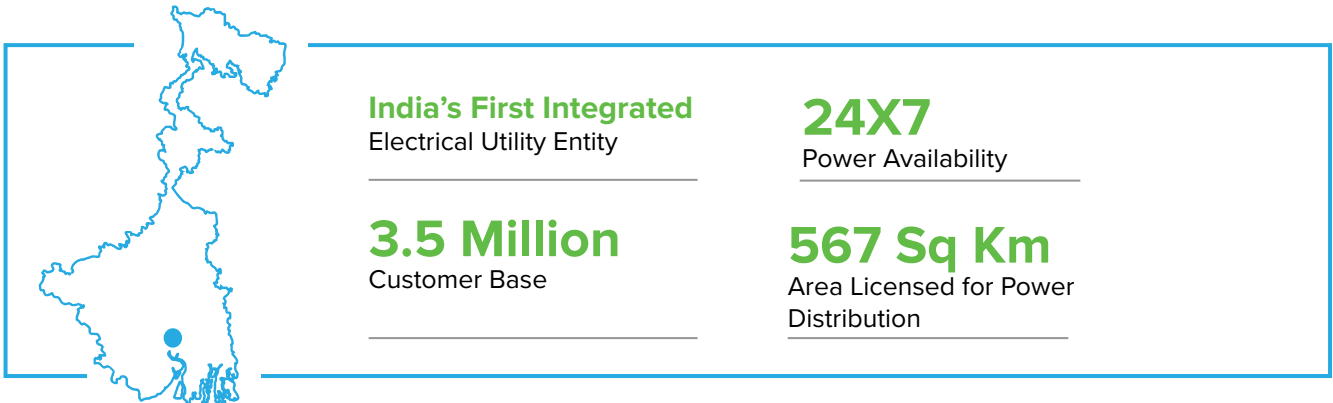 India’s First Integrated
Electrical Utility Entity
24X7
Power Availability
3.5 Million
Customer Base
567 Sq Km
Area Licensed for Power
Distribution